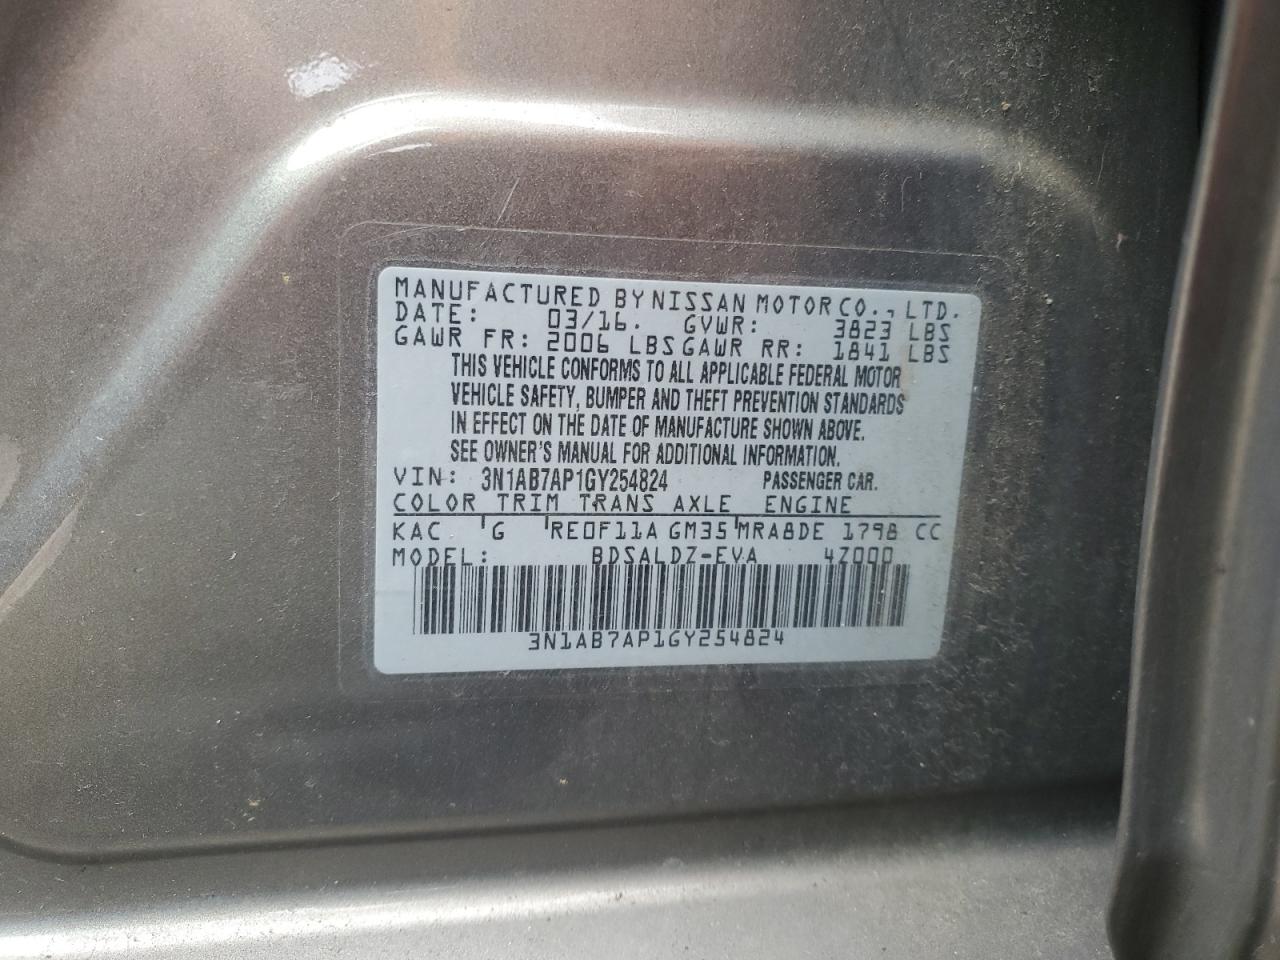 MANUFACTURED BY NISSAN MOTOR CO., LTD.
DATE: 03/16. GVWR: 3823 LBS
GAWR FR: 2006 LBS GAWR RR: 1841 LBS
THIS VEHICLE CONFORMS TO ALL APPLICABLE FEDERAL MOTOR
VEHICLE SAFETY, BUMPER AND THEFT PREVENTION STANDARDS
IN EFFECT ON THE DATE OF MANUFACTURE SHOWN ABOVE.
SEE OWNER'S MANUAL FOR ADDITIONAL INFORMATION.
VIN: 3N1AB7AP1GY254824 PASSENGER CAR.
COLOR TRIM TRANS AXLE ENGINE
KAC 'G 'RE0F11A GM35'MRA8DE 1798 CC
MODEL: BDSALDZ-EVA 4Z000
3N1AB7AP1GY254824